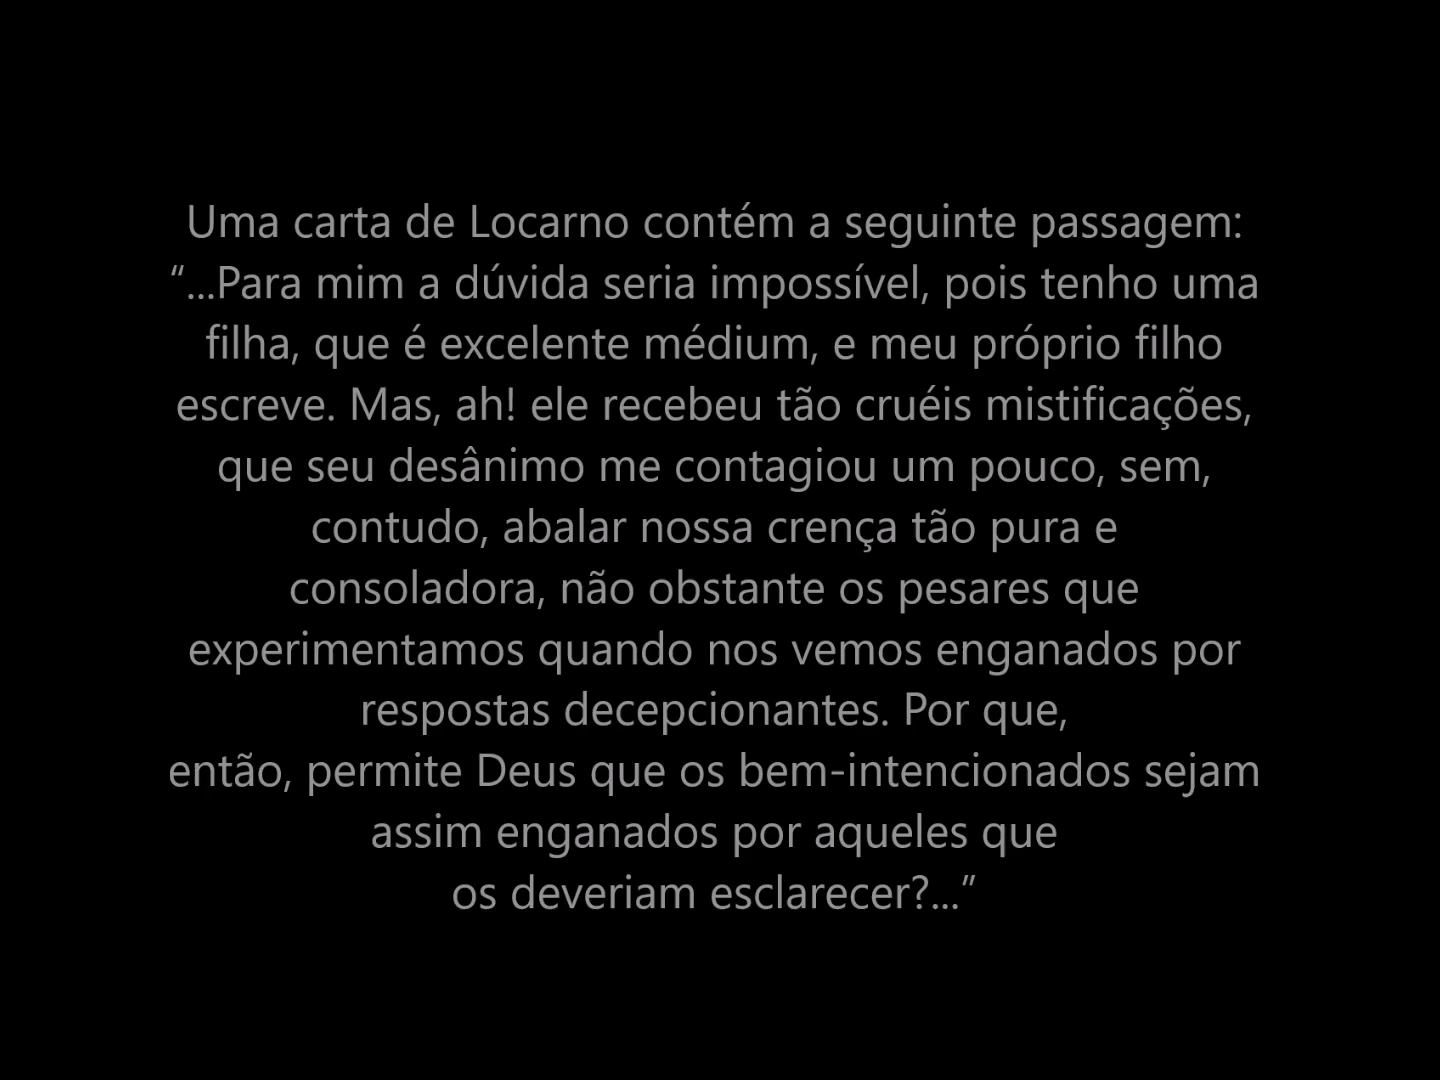 Uma carta de Locarno contém a seguinte passagem:
“...Para mim a dúvida seria impossível, pois tenho uma
filha, que é excelente médium, e meu próprio filho
escreve. Mas, ah! ele recebeu tão cruéis mistificações,
que seu desânimo me contagiou um pouco, sem,
contudo, abalar nossa crença tão pura e
consoladora, não obstante os pesares que
experimentamos quando nos vemos enganados por
respostas decepcionantes. Por que,
então, permite Deus que os bem-intencionados sejam
assim enganados por aqueles que
os deveriam esclarecer?...”